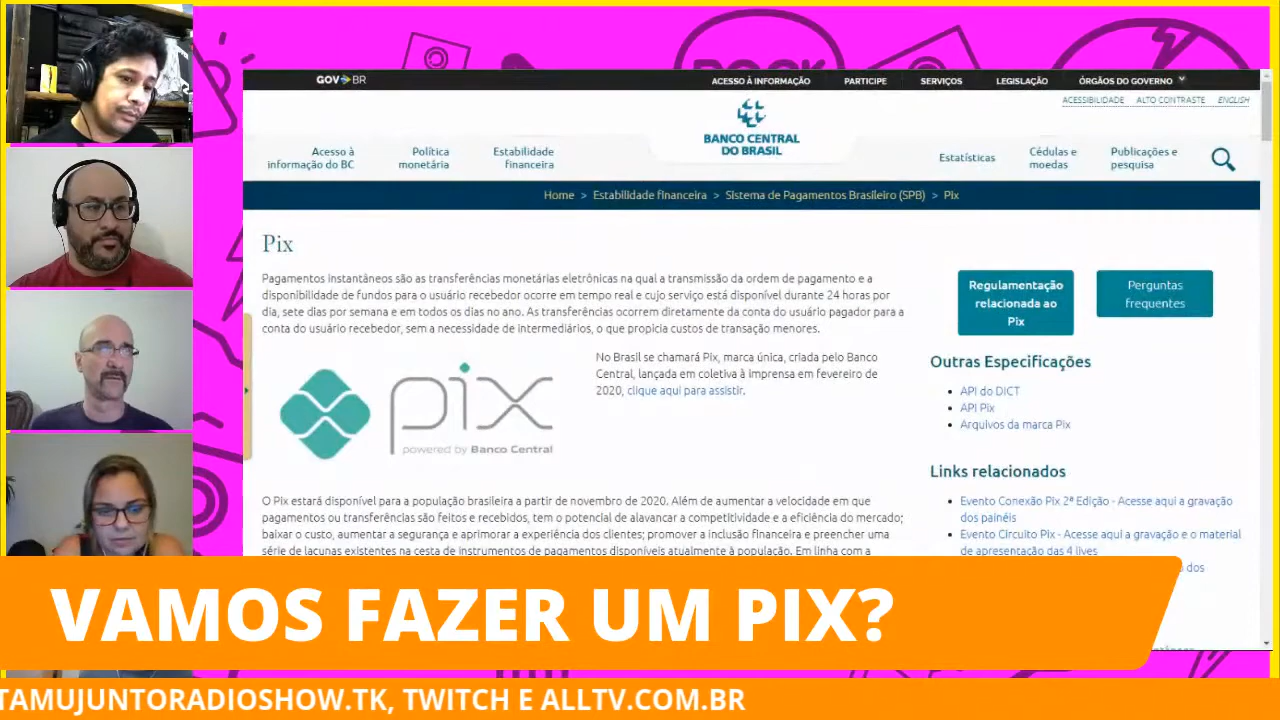 GOV BR
ACESSO À INFORMAÇÃO PARTICIPE SERVIÇOS LEGISLAÇÃO ÓRGÃOS DO GOVERNO
ACESSIBILIDADE ALTO CONTRASTE ENGLISH
BANCO CENTRAL
DO BRASIL
Acesso à
informação do BC
Política
monetária
Estabilidade
financeira
Estatísticas
Cédulas e
moedas
Publicações e
pesquisa
Home > Estabilidade financeira > Sistema de Pagamentos Brasileiro (SPB) > Pix
Pix
Pagamentos instantâneos são as transferências monetárias eletrônicas na qual a transmissão da ordem de pagamento e a
disponibilidade de fundos para o usuário recebedor ocorre em tempo real e cujo serviço está disponível durante 24 horas por
dia, sete dias por semana e em todos os dias no ano. As transferências ocorrem diretamente da conta do usuário pagador para a
conta do usuário recebedor, sem a necessidade de intermediários, o que propicia custos de transação menores.
pix
powered by Banco Central
No Brasil se chamará Pix, marca única, criada pelo Banco
Central, lançada em coletiva à imprensa em fevereiro de
2020, clique aqui para assistir.
O Pix estará disponível para a população brasileira a partir de novembro de 2020. Além de aumentar a velocidade em que
pagamentos ou transferências são feitos e recebidos, tem o potencial de alavancar a competitividade e a eficiência do mercado;
baixar o custo, aumentar a segurança e aprimorar a experiência dos clientes; promover a inclusão financeira e preencher uma
série de lacunas existentes na cesta de instrumentos de pagamentos disponíveis atualmente à população. Em linha com a
Regulamentação
relacionada ao
Pix
Perguntas
frequentes
Outras Especificações
API do DICT
API Pix
Arquivos da marca Pix
Links relacionados
Evento Conexão Pix 2ª Edição - Acesse aqui a gravação
dos painéis
Evento Circuito Pix - Acesse aqui a gravação e o material
de apresentação das 4 lives
dos
VAMOS FAZER UM PIX?
TAMUJUNTORADIOSHOW.TK, TWITCH E ALLTV.COM.BR